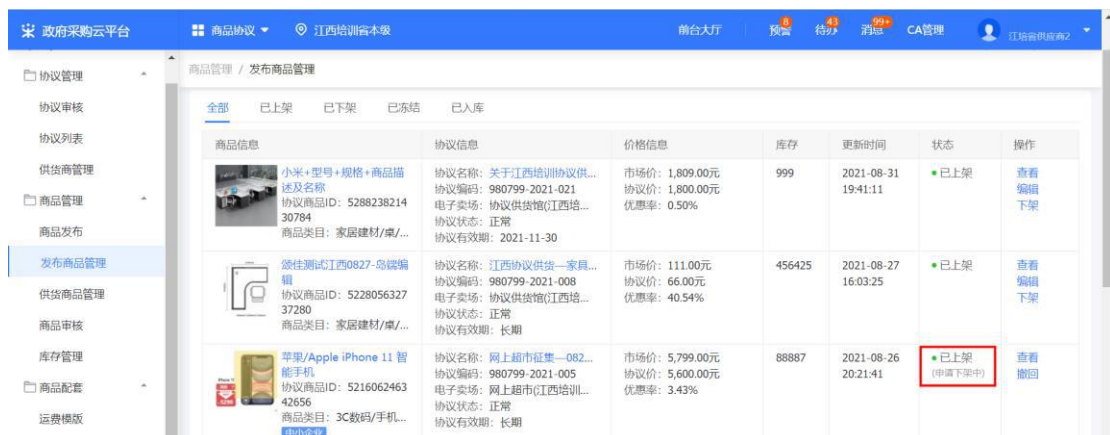 政府采购云平台
商品协议
江西培训省本级
前台大厅
预警
8
待办
43
消息
99+
CA管理
江培省供应商2
协议管理
协议审核
协议列表
供货商管理
商品管理
商品发布
发布商品管理
供货商品管理
商品审核
库存管理
商品配套
运费模版
商品管理 / 发布商品管理
全部 已上架 已下架 已冻结 已入库
商品信息 协议信息 价格信息 库存 更新时间 状态 操作
小米+型号+规格+商品描
述及名称
协议商品ID: 5288238214
30784
商品类目: 家居建材/桌/...
协议名称: 关于江西培训协议供...
协议编码: 980799-2021-021
电子卖场: 协议供货馆(江西培...
协议状态: 正常
协议有效期: 2021-11-30
市场价: 1,809.00元
协议价: 1,800.00元
优惠率: 0.50%
999
2021-08-31
19:41:11
已上架
查看
编辑
下架
颂佳测试江西0827-岛端编
辑
协议商品ID: 5228056327
37280
商品类目: 家居建材/桌/...
协议名称: 江西协议供货—家具...
协议编码: 980799-2021-008
电子卖场: 协议供货馆(江西培...
协议状态: 正常
协议有效期: 长期
市场价: 111.00元
协议价: 66.00元
优惠率: 40.54%
456425
2021-08-27
16:03:25
已上架
查看
编辑
下架
苹果/Apple iPhone 11 智
能手机
协议商品ID: 5216062463
42656
商品类目: 3C数码/手机...
中小企业
协议名称: 网上超市征集—082...
协议编码: 980799-2021-005
电子卖场: 网上超市(江西培训...
协议状态: 正常
协议有效期: 长期
市场价: 5,799.00元
协议价: 5,600.00元
优惠率: 3.43%
88887
2021-08-26
20:21:41
已上架
(申请下架中)
查看
撤回